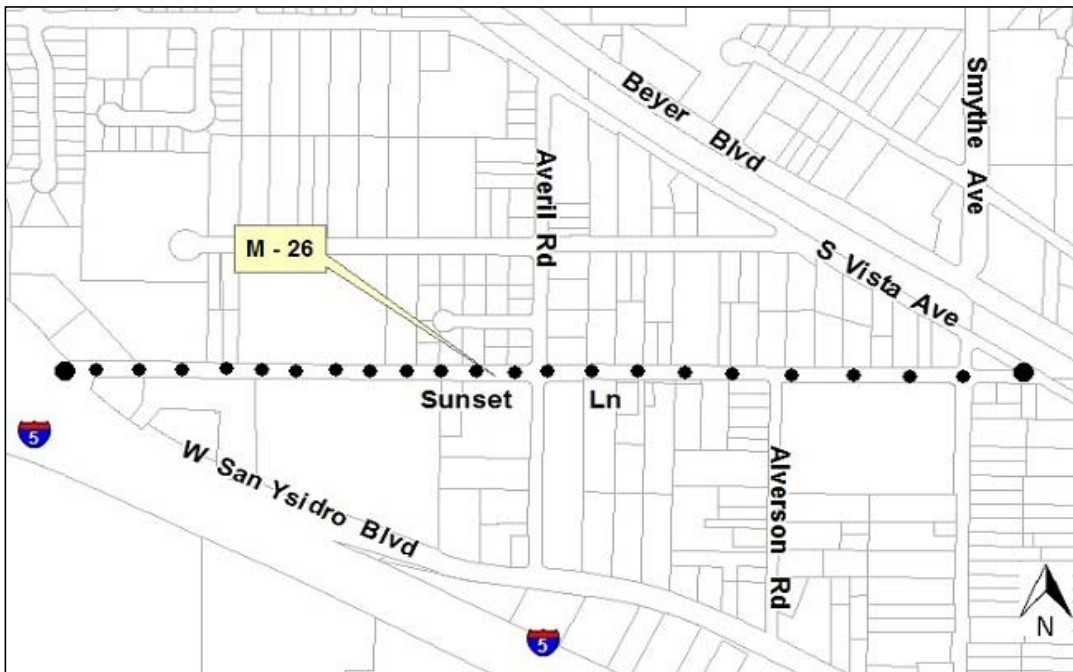 Smythe Ave
Beyer Blvd
Averil Rd
M - 26
S Vista Ave
Sunset Ln
5
W San Ysidro Blvd
Alverson Rd
5
N